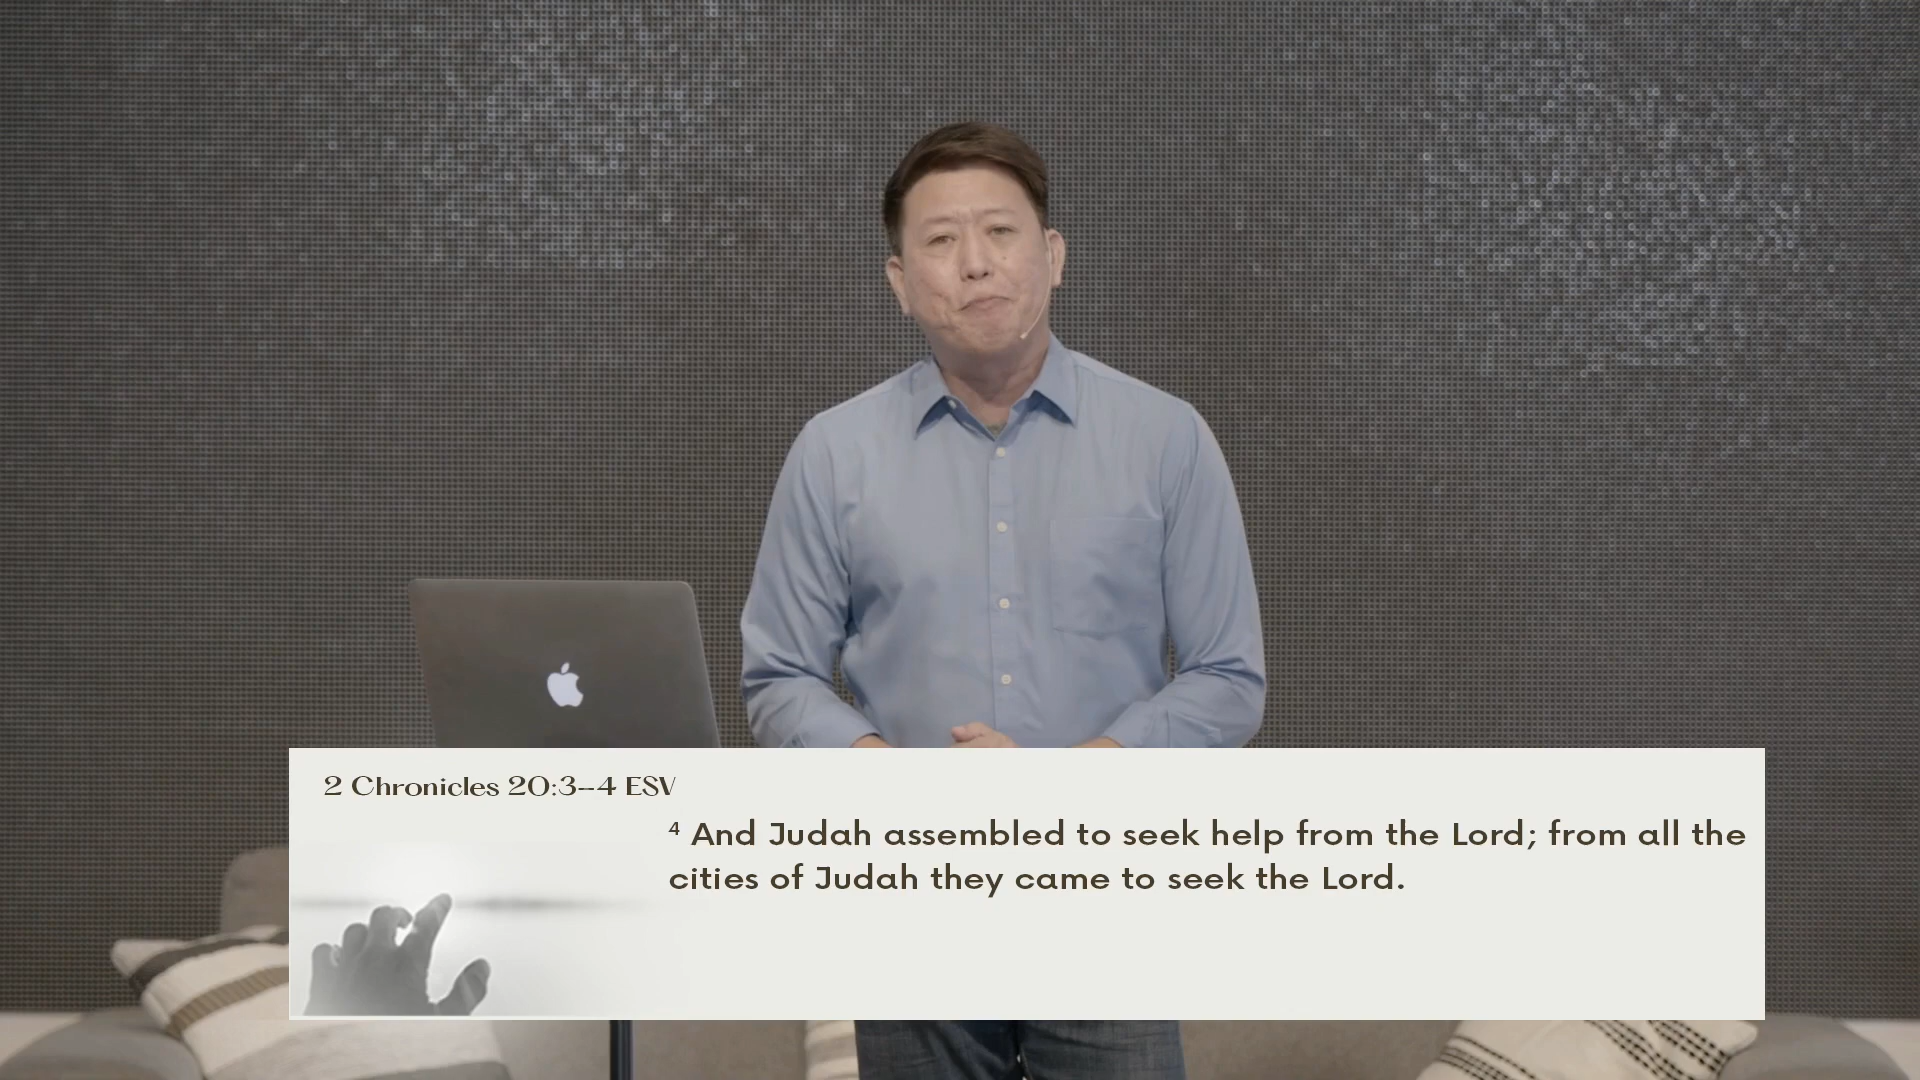 2 Chronicles 20:3–4 ESV
⁴ And Judah assembled to seek help from the Lord; from all the
cities of Judah they came to seek the Lord.